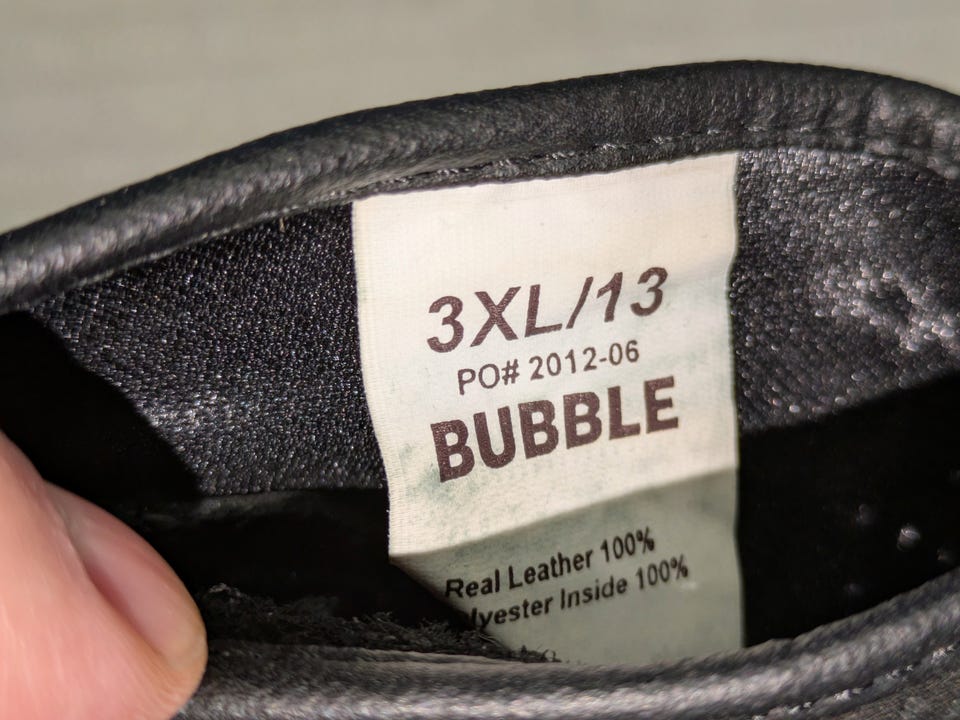 3XL/13
PO# 2012-06
BUBBLE
Real Leather 100%
lyester Inside 100%